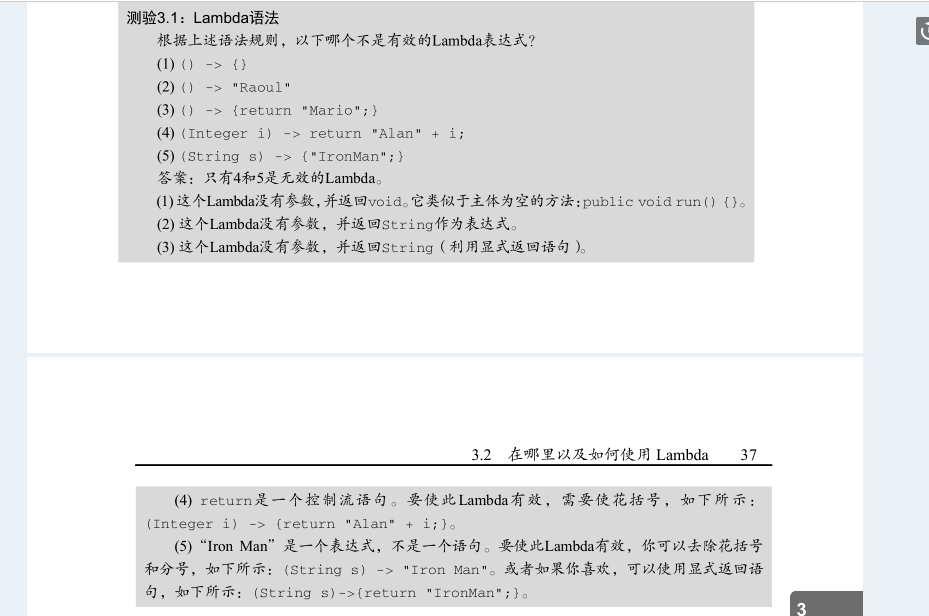 测验3.1：Lambda语法
根据上述语法规则，以下哪个不是有效的Lambda表达式？
(1) () -> {}
(2) () -> "Raoul"
(3) () -> {return "Mario";}
(4) (Integer i) -> return "Alan" + i;
(5) (String s) -> {"IronMan";}
答案：只有4和5是无效的Lambda。
(1) 这个Lambda没有参数，并返回void。它类似于主体为空的方法：public void run() {}。
(2) 这个Lambda没有参数，并返回String作为表达式。
(3) 这个Lambda没有参数，并返回String（利用显式返回语句）。
3.2 在哪里以及如何使用 Lambda 37
(4) return是一个控制流语句。要使此Lambda有效，需要使花括号，如下所示：
(Integer i) -> {return "Alan" + i;}。
(5)“Iron Man”是一个表达式，不是一个语句。要使此Lambda有效，你可以去除花括号
和分号，如下所示：(String s) -> "Iron Man"。或者如果你喜欢，可以使用显式返回语
句，如下所示：(String s)->{return "IronMan";}。
3